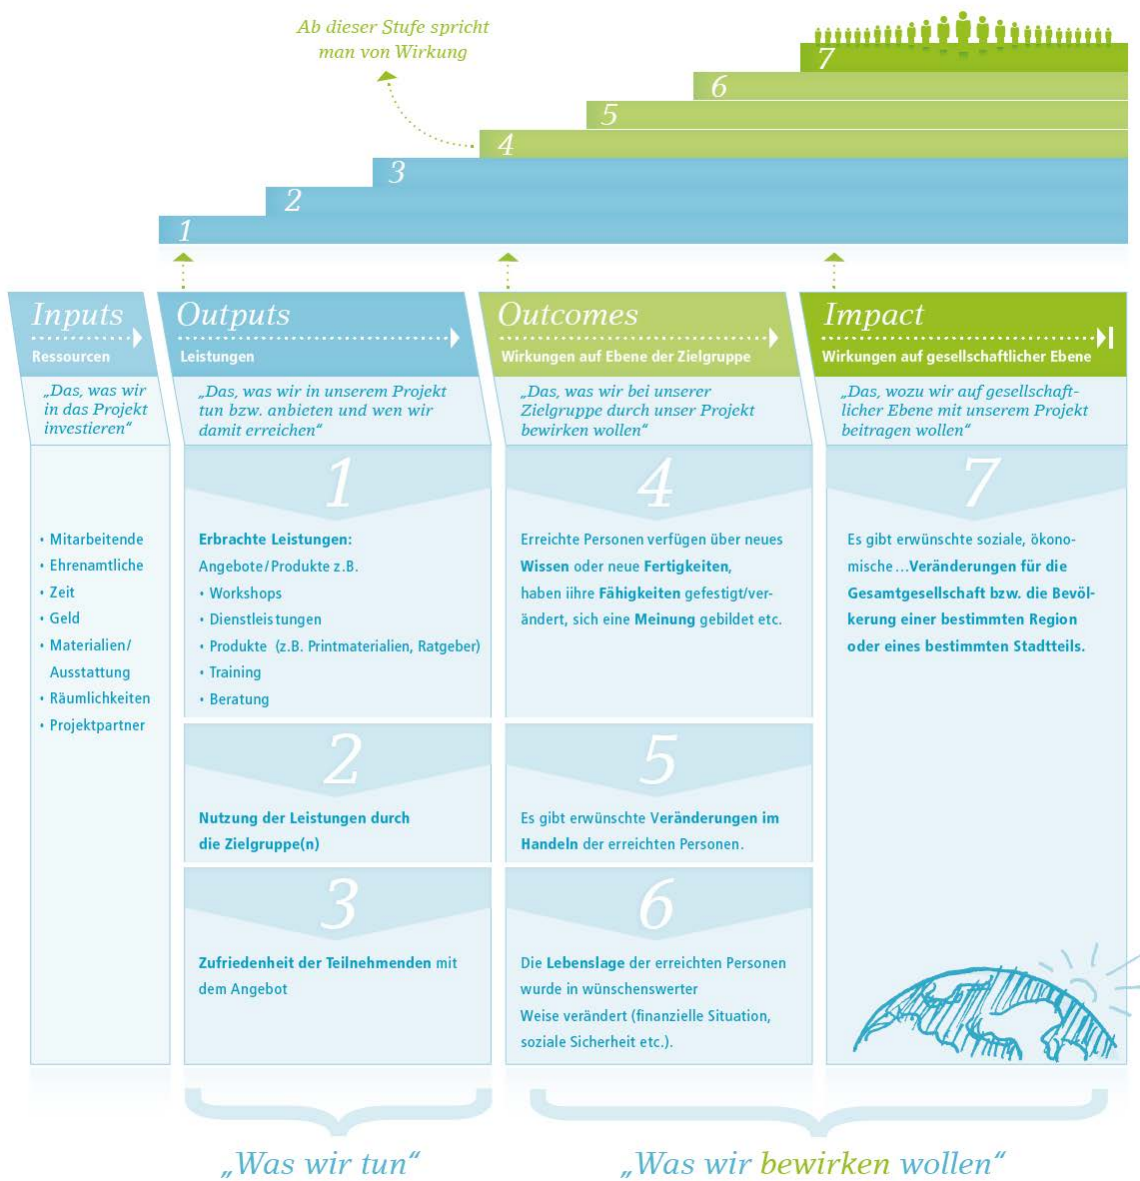 Ab dieser Stufe spricht
man von Wirkung
7
6
5
4
3
2
1
Inputs
Ressourcen
„Das, was wir
in das Projekt
investieren“
• Mitarbeitende
• Ehrenamtliche
• Zeit
• Geld
• Materialien/
Ausstattung
• Räumlichkeiten
• Projektpartner
Outputs
Leistungen
„Das, was wir in unserem Projekt
tun bzw. anbieten und wen wir
damit erreichen“
1
Erbrachte Leistungen:
Angebote/Produkte z.B.
• Workshops
• Dienstleistungen
• Produkte (z.B. Printmaterialien, Ratgeber)
• Training
• Beratung
2
Nutzung der Leistungen durch
die Zielgruppe(n)
3
Zufriedenheit der Teilnehmenden mit
dem Angebot
Outcomes
Wirkungen auf Ebene der Zielgruppe
„Das, was wir bei unserer
Zielgruppe durch unser Projekt
bewirken wollen“
4
Erreichte Personen verfügen über neues
Wissen oder neue Fertigkeiten,
haben iihre Fähigkeiten gefestigt/ver-
ändert, sich eine Meinung gebildet etc.
5
Es gibt erwünschte Veränderungen im
Handeln der erreichten Personen.
6
Die Lebenslage der erreichten Personen
wurde in wünschenswerter
Weise verändert (finanzielle Situation,
soziale Sicherheit etc.).
Impact
Wirkungen auf gesellschaftlicher Ebene
„Das, wozu wir auf gesellschaft-
licher Ebene mit unserem Projekt
beitragen wollen“
7
Es gibt erwünschte soziale, ökono-
mische ...Veränderungen für die
Gesamtgesellschaft bzw. die Bevöl-
kerung einer bestimmten Region
oder eines bestimmten Stadtteils.
„Was wir tun“
„Was wir bewirken wollen“